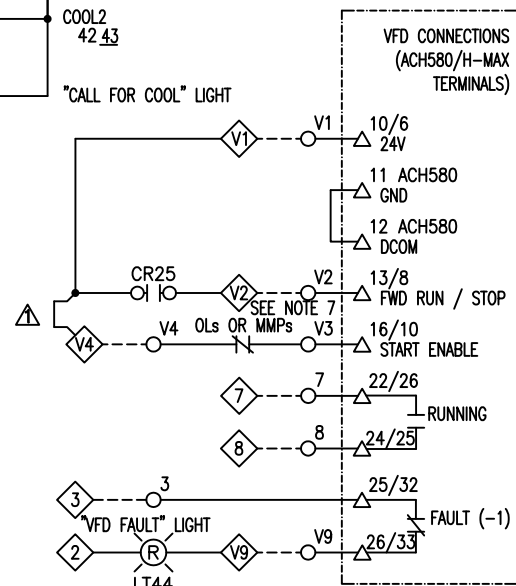 COOL2
42 43
"CALL FOR COOL" LIGHT
VFD CONNECTIONS
(ACH580/H-MAX
TERMINALS)
V1
V1
10/6
24V
11 ACH580
GND
12 ACH580
DCOM
CR25
V2
V2
13/8
FWD RUN / STOP
SEE NOTE 7
1
V4
V4
OLs OR MMPs
V3
16/10
START ENABLE
7
7
22/26
RUNNING
8
8
24/25
3
3
25/32
"VFD FAULT" LIGHT
FAULT (-1)
2
R
V9
V9
26/33
LT44